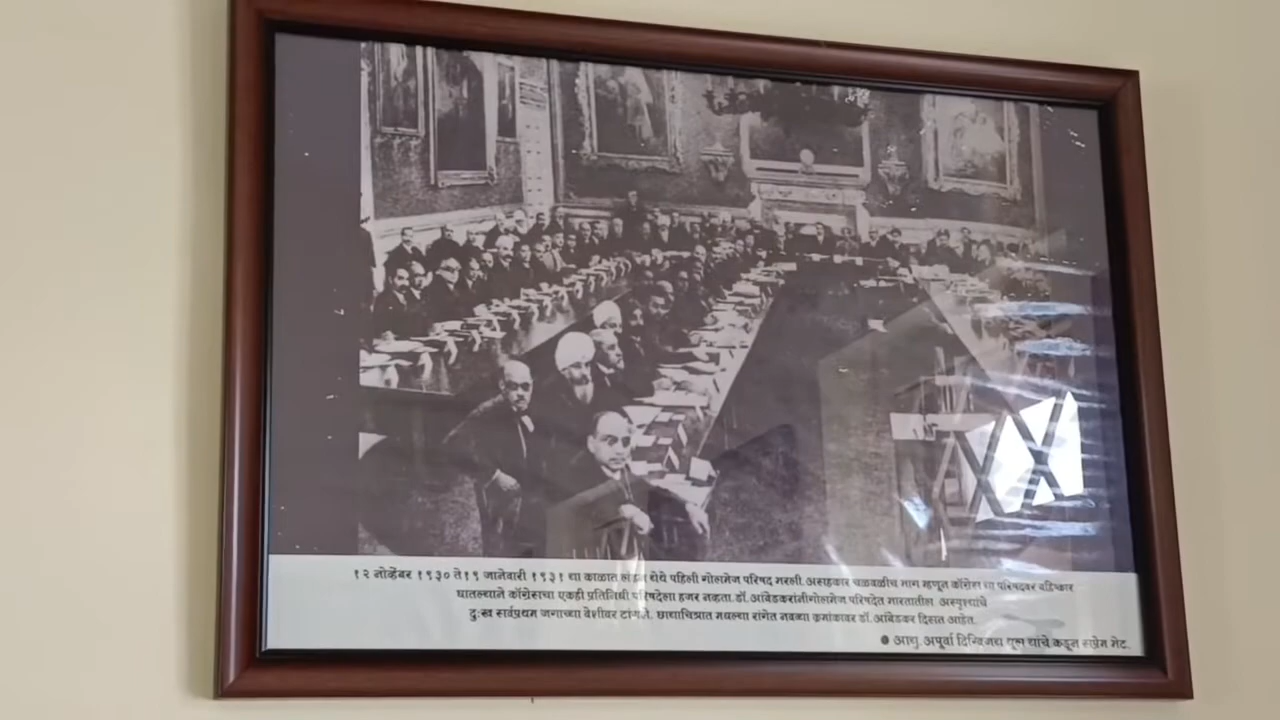 १२ नोव्हेंबर १९३० ते १९ जानेवारी १९३१ या काळात लंडन येथे पहिली गोलमेज परिषद भरली. असहकार चळवळीचा भाग म्हणून काँग्रेसने या परिषदेवर बहिष्कार
घातल्याने काँग्रेसचा एकही प्रतिनिधी परिषदेला हजर नव्हता. डॉ. आंबेडकरांनी गोलमेज परिषदेत भारतातील अस्पृश्यांचे
दुःख सर्वप्रथम जगाच्या वेशीवर टांगले. छायाचित्रात मधल्या रांगेत नवव्या क्रमांकावर डॉ. आंबेडकर दिसत आहेत.
● आयु. अपूर्वा दिग्विजय यांचे कडून सप्रेम भेट.